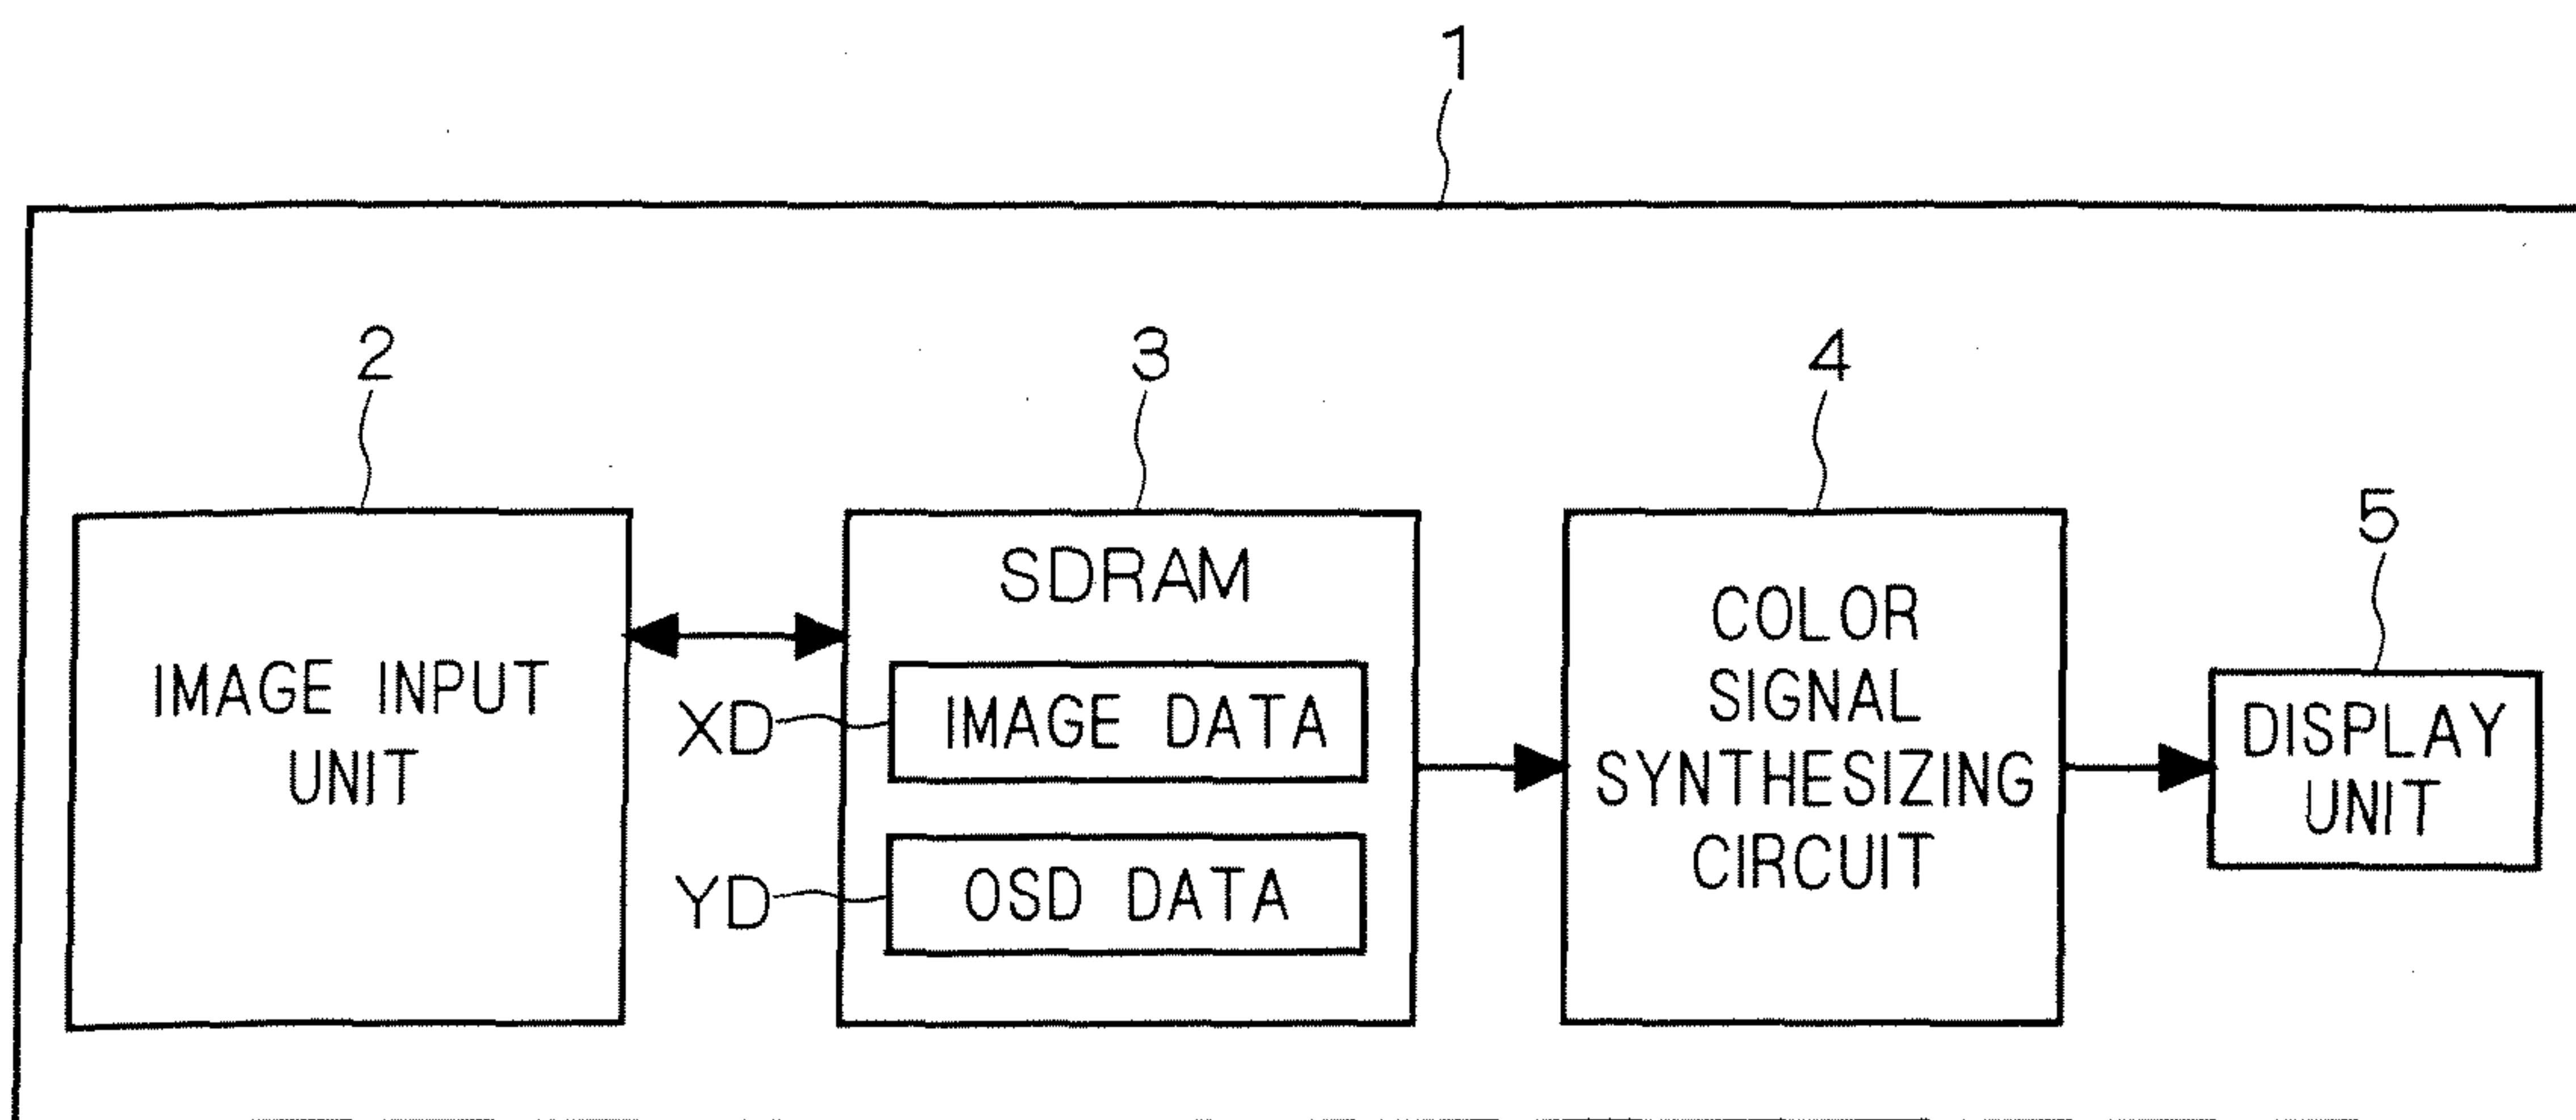 1
2
3
4
5
IMAGE INPUT
UNIT
SDRAM
XD
IMAGE DATA
YD
OSD DATA
COLOR
SIGNAL
SYNTHESIZING
CIRCUIT
DISPLAY
UNIT